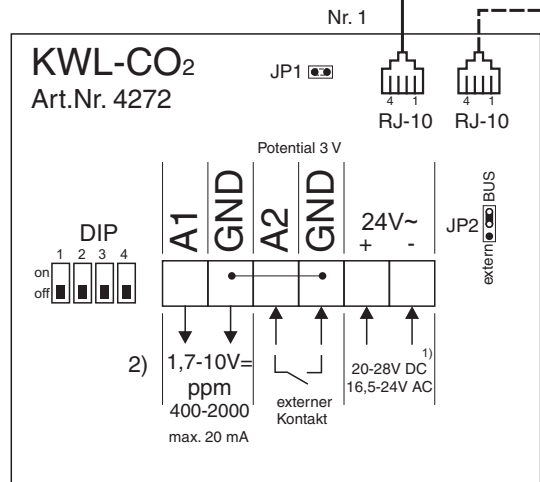 Nr. 1
KWL-CO2
Art.Nr. 4272
JP1
4 1
RJ-10
4 1
RJ-10
Potential 3 V
DIP
1 2 3 4
on
off
A1
GND
A2
GND
24V~
+ -
JP2
BUS
extern
2)
1,7-10V=
ppm
400-2000
max. 20 mA
externer
Kontakt
1)
20-28V DC
16,5-24V AC